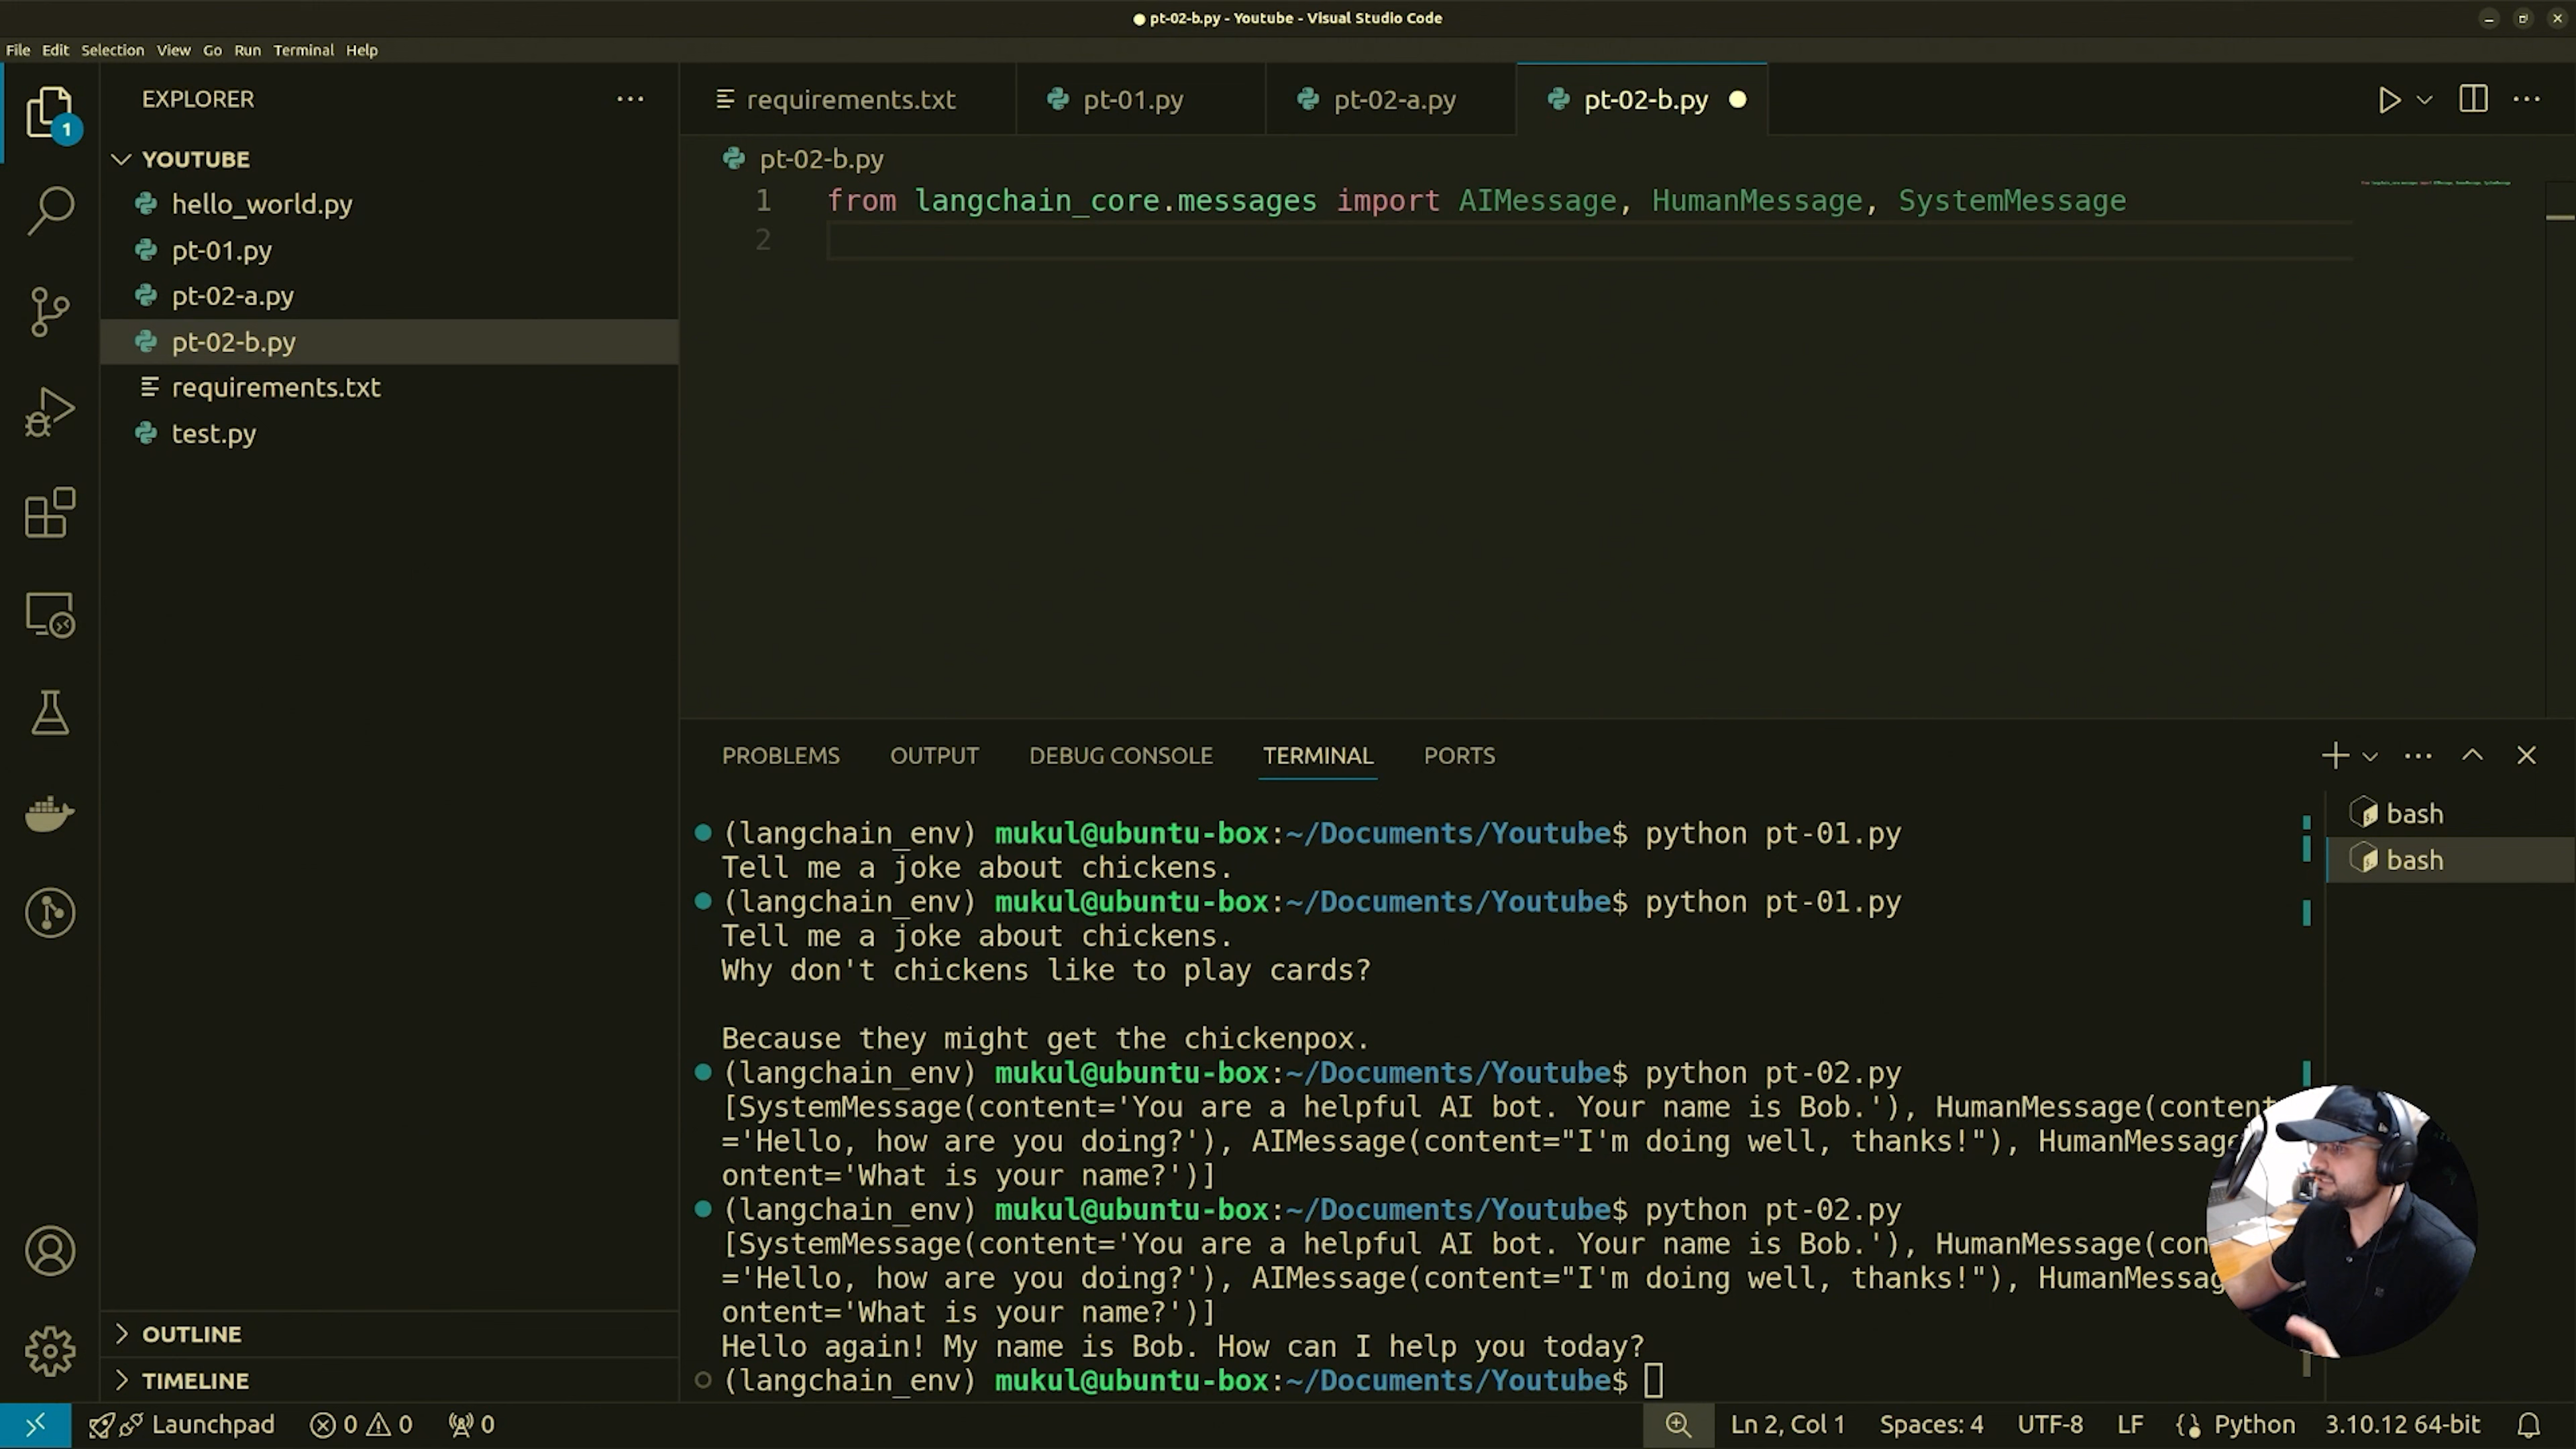 pt-02-b.py - Youtube - Visual Studio Code
File Edit Selection View Go Run Terminal Help
EXPLORER
1
YOUTUBE
hello_world.py
pt-01.py
pt-02-a.py
pt-02-b.py
requirements.txt
test.py
OUTLINE
TIMELINE
requirements.txt pt-01.py pt-02-a.py pt-02-b.py
pt-02-b.py
1 from langchain_core.messages import AIMessage, HumanMessage, SystemMessage
2
PROBLEMS OUTPUT DEBUG CONSOLE TERMINAL PORTS
(langchain_env) mukul@ubuntu-box:~/Documents/Youtube$ python pt-01.py
Tell me a joke about chickens.
(langchain_env) mukul@ubuntu-box:~/Documents/Youtube$ python pt-01.py
Tell me a joke about chickens.
Why don't chickens like to play cards?
Because they might get the chickenpox.
(langchain_env) mukul@ubuntu-box:~/Documents/Youtube$ python pt-02.py
[SystemMessage(content='You are a helpful AI bot. Your name is Bob.'), HumanMessage(content
='Hello, how are you doing?'), AIMessage(content="I'm doing well, thanks!"), HumanMessage
ontent='What is your name?')]
(langchain_env) mukul@ubuntu-box:~/Documents/Youtube$ python pt-02.py
[SystemMessage(content='You are a helpful AI bot. Your name is Bob.'), HumanMessage(con
='Hello, how are you doing?'), AIMessage(content="I'm doing well, thanks!"), HumanMessag
ontent='What is your name?')]
Hello again! My name is Bob. How can I help you today?
(langchain_env) mukul@ubuntu-box:~/Documents/Youtube$
bash
bash
Launchpad 0 0 0 Ln 2, Col 1 Spaces: 4 UTF-8 LF Python 3.10.12 64-bit